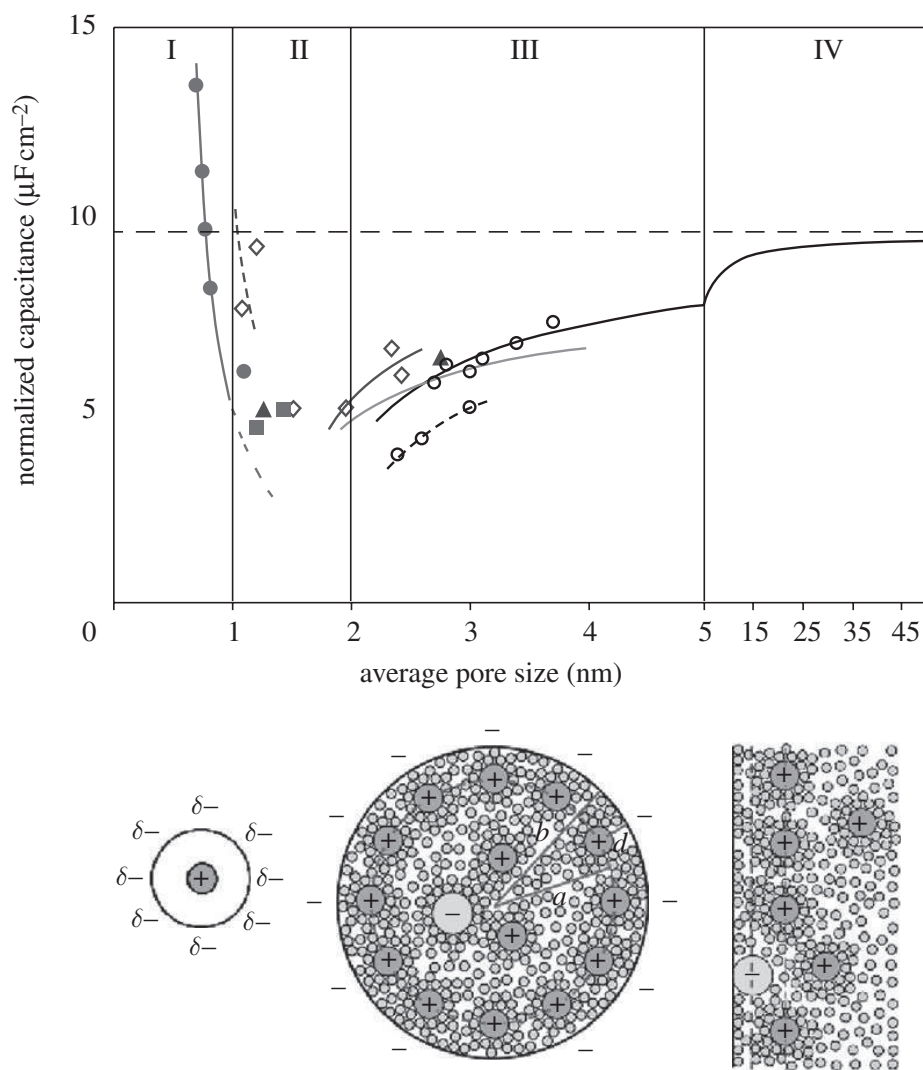 15
I II III IV
normalized capacitance (μF cm⁻²)
10
5
0 1 2 3 4 5 15 25 35 45
average pore size (nm)
δ−
δ− δ−
δ− + δ−
δ− δ−
δ−
−
− −
− −
− −
− −
− −
−
+ + + + + + + + + + + + + +
−
b
d
a
+
+
+
+
+
−
+
+